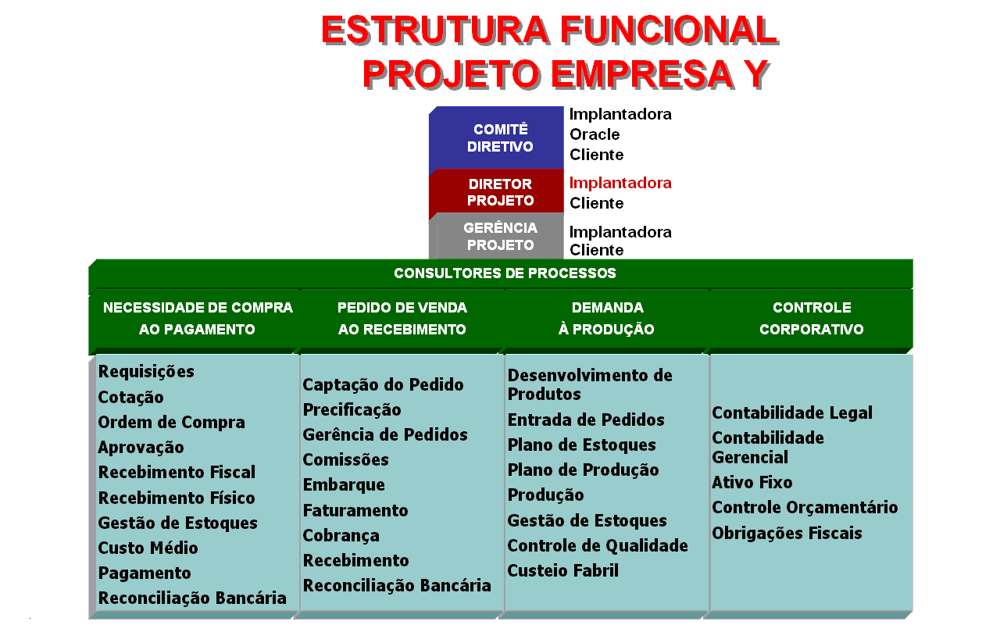 ESTRUTURA FUNCIONAL
PROJETO EMPRESA Y
COMITÊ
DIRETIVO
Implantadora
Oracle
Cliente
DIRETOR
PROJETO
Implantadora
Cliente
GERÊNCIA
PROJETO
Implantadora
Cliente
CONSULTORES DE PROCESSOS
NECESSIDADE DE COMPRA
AO PAGAMENTO
Requisições
Cotação
Ordem de Compra
Aprovação
Recebimento Fiscal
Recebimento Físico
Gestão de Estoques
Custo Médio
Pagamento
Reconciliação Bancária
PEDIDO DE VENDA
AO RECEBIMENTO
Captação do Pedido
Precificação
Gerência de Pedidos
Comissões
Embarque
Faturamento
Cobrança
Recebimento
Reconciliação Bancária
DEMANDA
À PRODUÇÃO
Desenvolvimento de
Produtos
Entrada de Pedidos
Plano de Estoques
Plano de Produção
Produção
Gestão de Estoques
Controle de Qualidade
Custeio Fabril
CONTROLE
CORPORATIVO
Contabilidade Legal
Contabilidade
Gerencial
Ativo Fixo
Controle Orçamentário
Obrigações Fiscais